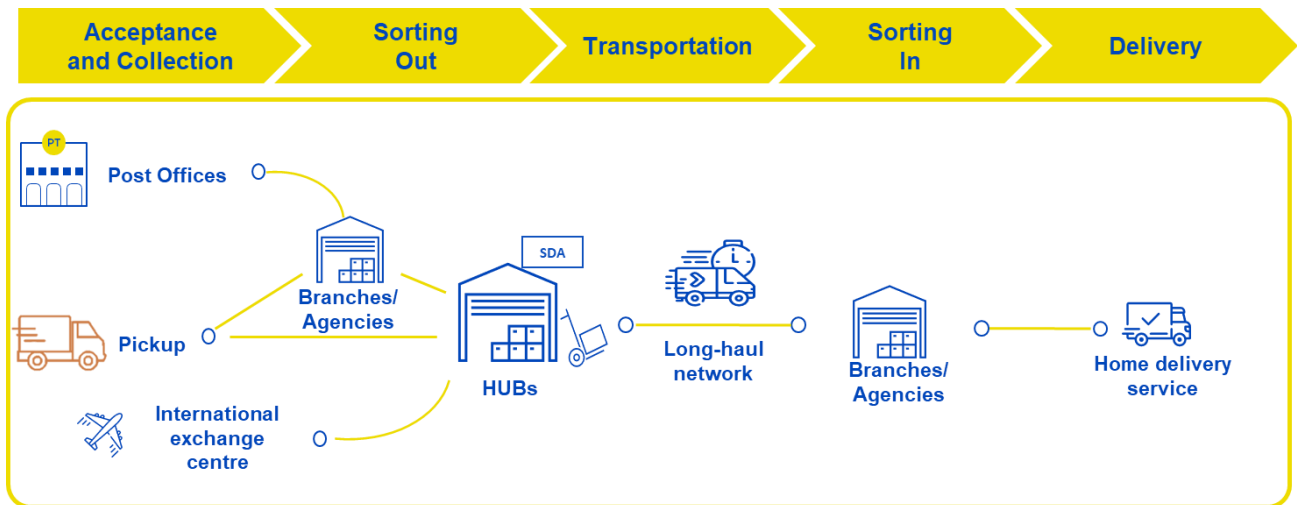 Acceptance
and Collection
Sorting
Out
Transportation
Sorting
In
Delivery
PT
Post Offices
SDA
Branches/
Agencies
Pickup
Long-haul
network
HUBs
Branches/
Agencies
Home delivery
service
International
exchange
centre